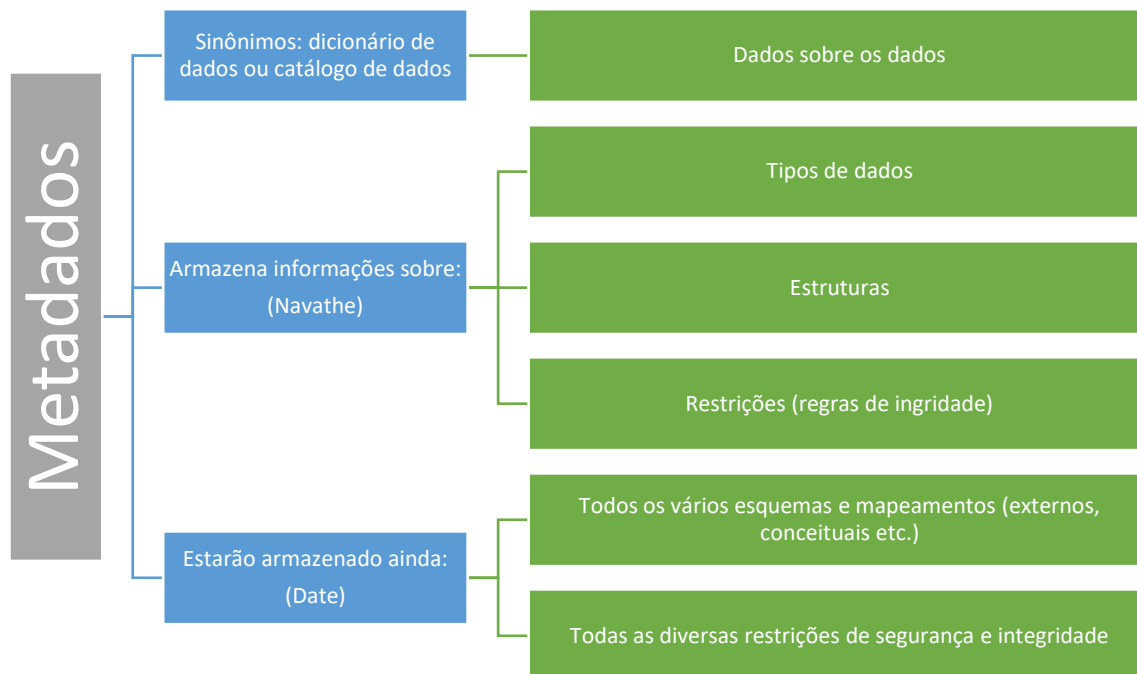 Metadados
Sinônimos: dicionário de
dados ou catálogo de dados
Dados sobre os dados
Armazena informações sobre:
(Navathe)
Tipos de dados
Estruturas
Restrições (regras de ingridade)
Estarão armazenado ainda:
(Date)
Todos os vários esquemas e mapeamentos (externos,
conceituais etc.)
Todas as diversas restrições de segurança e integridade